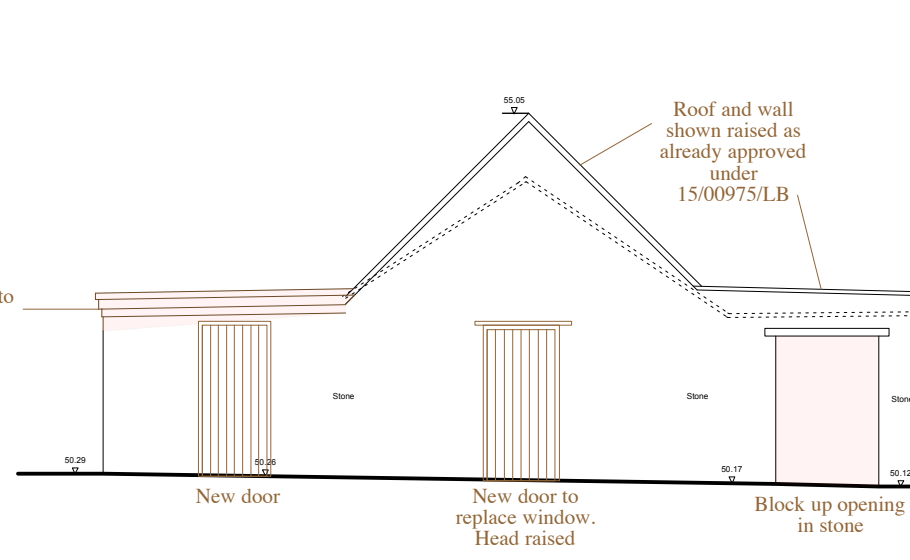 55.05
Roof and wall
shown raised as
already approved
under
15/00975/LB
to
Stone
Stone
Stone
50.29
50.26
50.17
50.12
New door
New door to
replace window.
Head raised
Block up opening
in stone